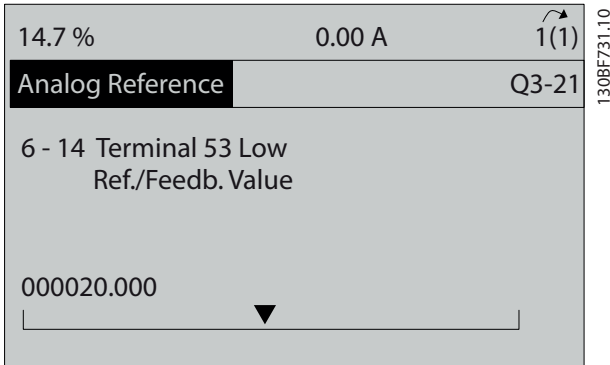 14.7 % 0.00 A 1(1)
Analog Reference Q3-21
6 - 14 Terminal 53 Low
Ref./Feedb. Value
000020.000
130BF731.10